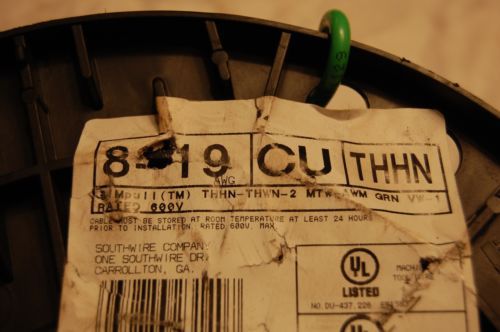 8-19 CU THHN
AWG
Mpull(TM) THHN-THWN-2 MTW AWM GRN VW-1
RATED 600V
CABLE MUST BE STORED AT ROOM TEMPERATURE AT LEAST 24 HOURS
PRIOR TO INSTALLATION. RATED 600V. MAX
SOUTHWIRE COMPANY
ONE SOUTHWIRE DR.
CARROLLTON, GA.
UL
LISTED
UL